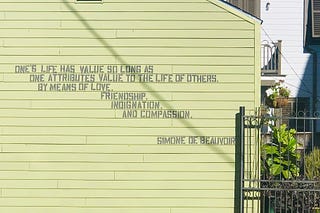 ONE'S LIFE HAS VALUE SO LONG AS
ONE ATTRIBUTES VALUE TO THE LIFE OF OTHERS,
BY MEANS OF LOVE,
FRIENDSHIP,
INDIGNATION,
AND COMPASSION.
SIMONE DE BEAUVOIR